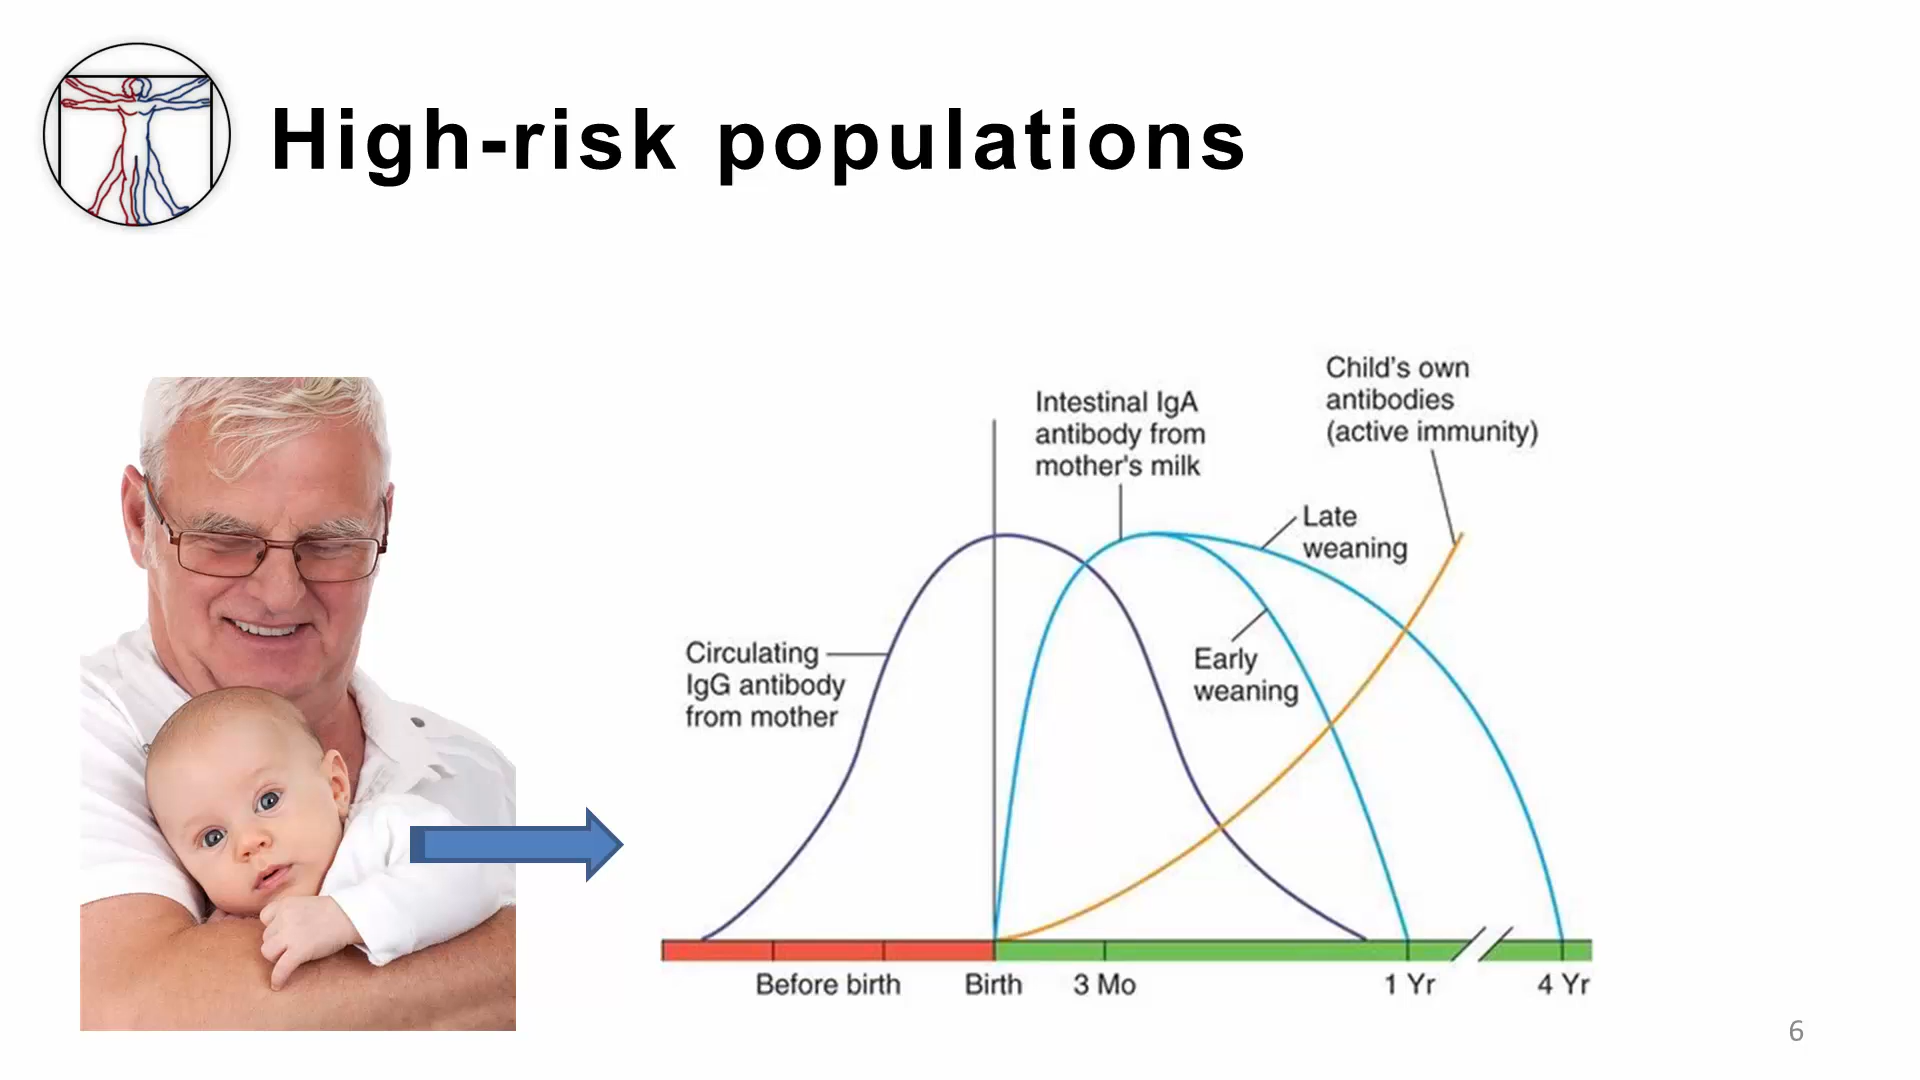 High-risk populations
Child's own
antibodies
(active immunity)
Intestinal IgA
antibody from
mother's milk
Late
weaning
Circulating
IgG antibody
from mother
Early
weaning
Before birth
Birth
3 Mo
1 Yr
4 Yr
6